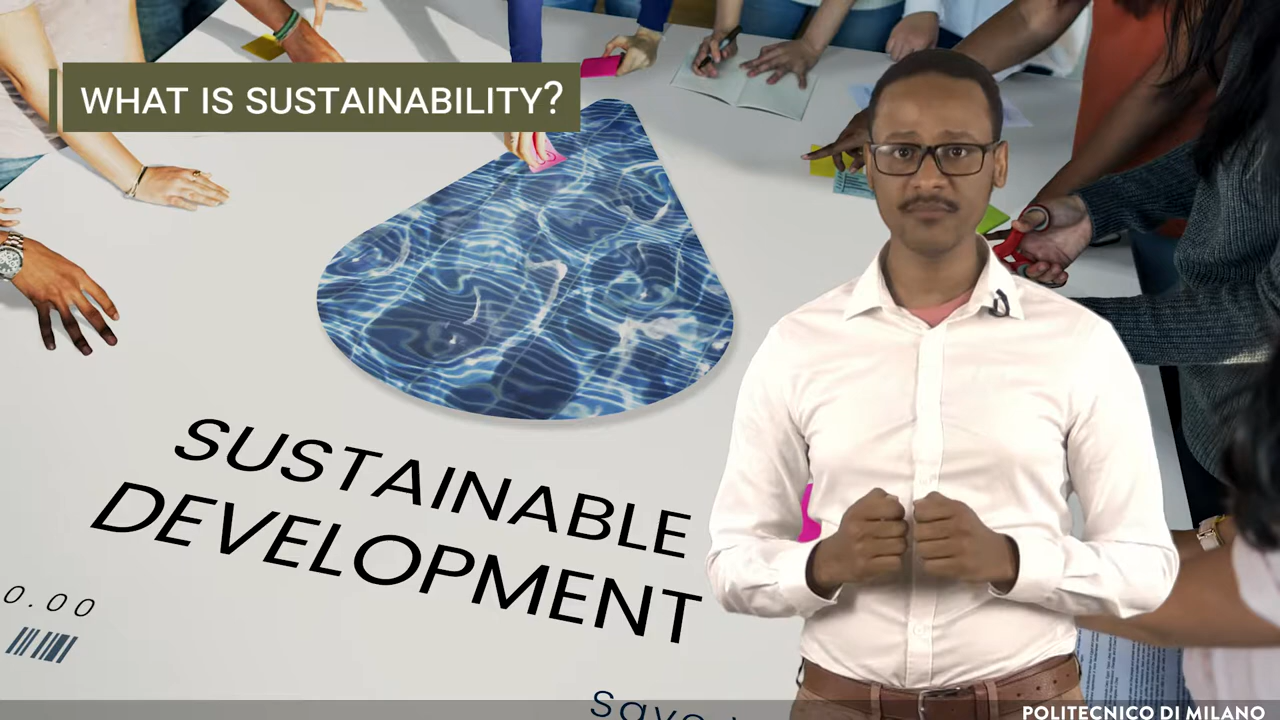 WHAT IS SUSTAINABILITY?
SUSTAINABLE
DEVELOPMENT
0.00
POLITECNICO DI MILANO